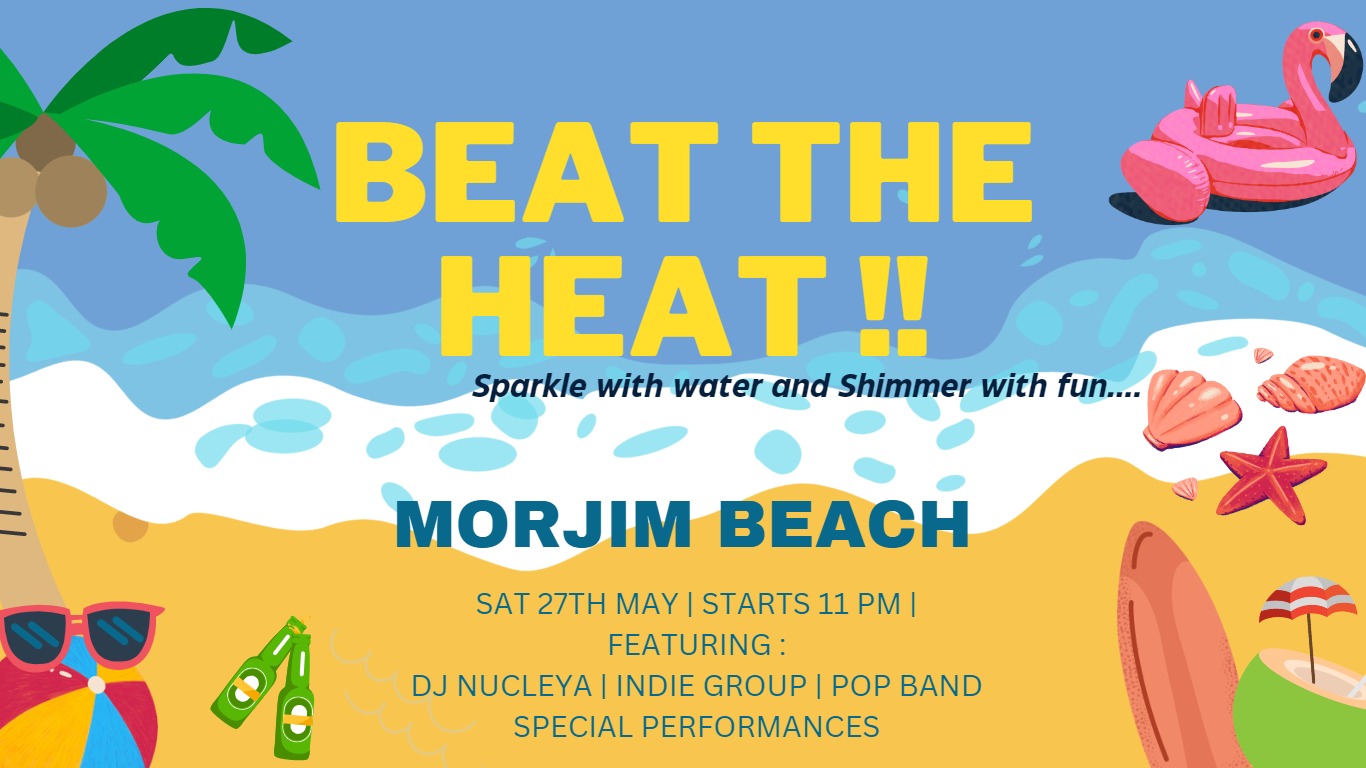 BEAT THE
HEAT !!
Sparkle with water and Shimmer with fun....
MORJIM BEACH
SAT 27TH MAY | STARTS 11 PM |
FEATURING :
DJ NUCLEYA | INDIE GROUP | POP BAND
SPECIAL PERFORMANCES